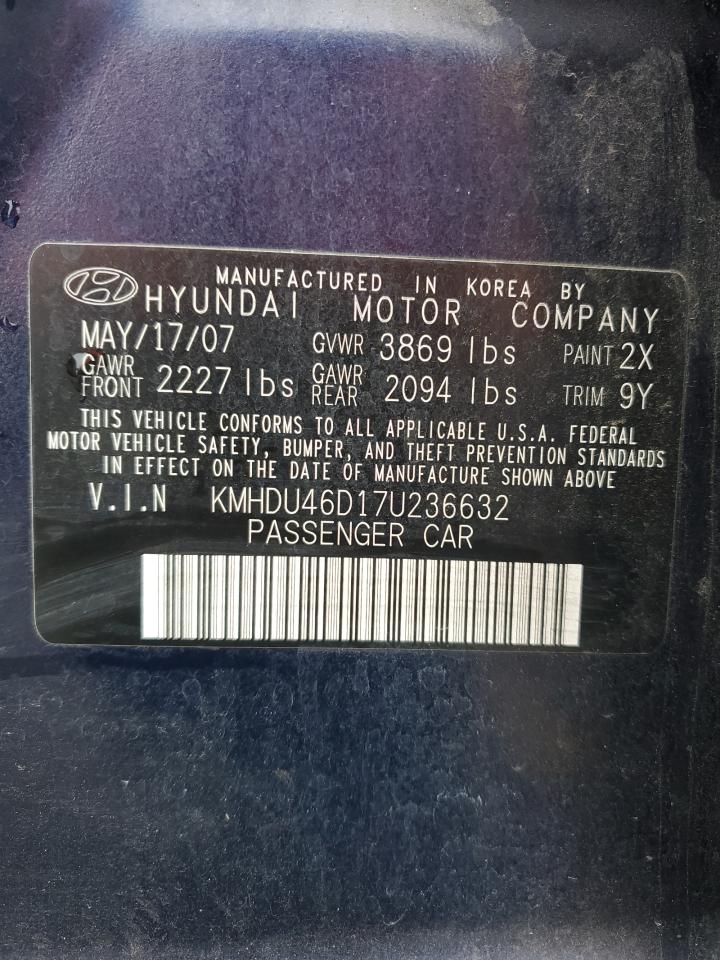 MANUFACTURED IN KOREA BY
HYUNDAI MOTOR COMPANY
MAY/17/07 GVWR 3869 lbs PAINT 2X
GAWR FRONT 2227 lbs GAWR REAR 2094 lbs TRIM 9Y
THIS VEHICLE CONFORMS TO ALL APPLICABLE U.S.A. FEDERAL
MOTOR VEHICLE SAFETY, BUMPER, AND THEFT PREVENTION STANDARDS
IN EFFECT ON THE DATE OF MANUFACTURE SHOWN ABOVE
V.I.N KMHDU46D17U236632
PASSENGER CAR